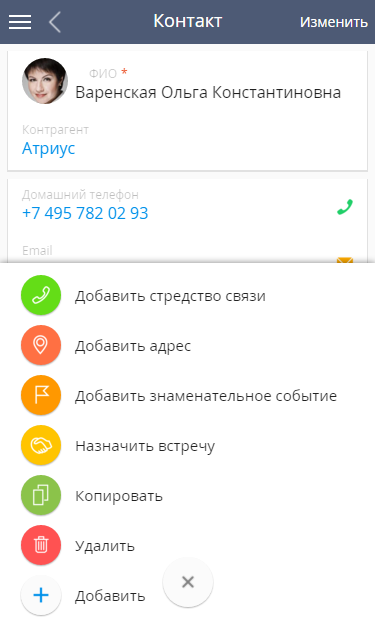 Контакт
Изменить
ФИО *
Варенская Ольга Константиновна
Контрагент
Атриус
Домашний телефон
+7 495 782 02 93
Email
Добавить стредство связи
Добавить адрес
Добавить знаменательное событие
Назначить встречу
Копировать
Удалить
Добавить